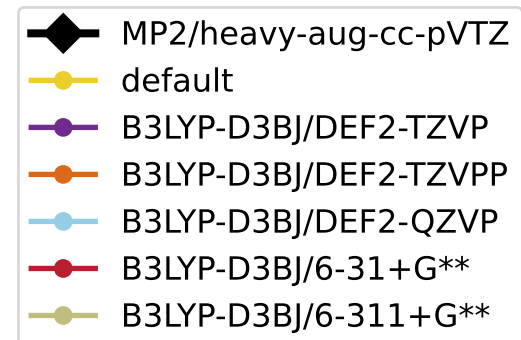 MP2/heavy-aug-cc-pVTZ
default
B3LYP-D3BJ/DEF2-TZVP
B3LYP-D3BJ/DEF2-TZVPP
B3LYP-D3BJ/DEF2-QZVP
B3LYP-D3BJ/6-31+G**
B3LYP-D3BJ/6-311+G**